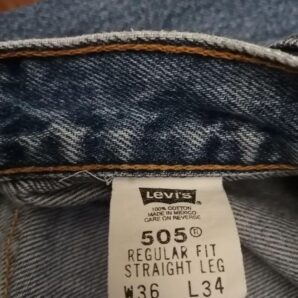 Levi's
100% COTTON
MADE IN MEXICO
CARE ON REVERSE
505®
REGULAR FIT
STRAIGHT LEG
W36 L34